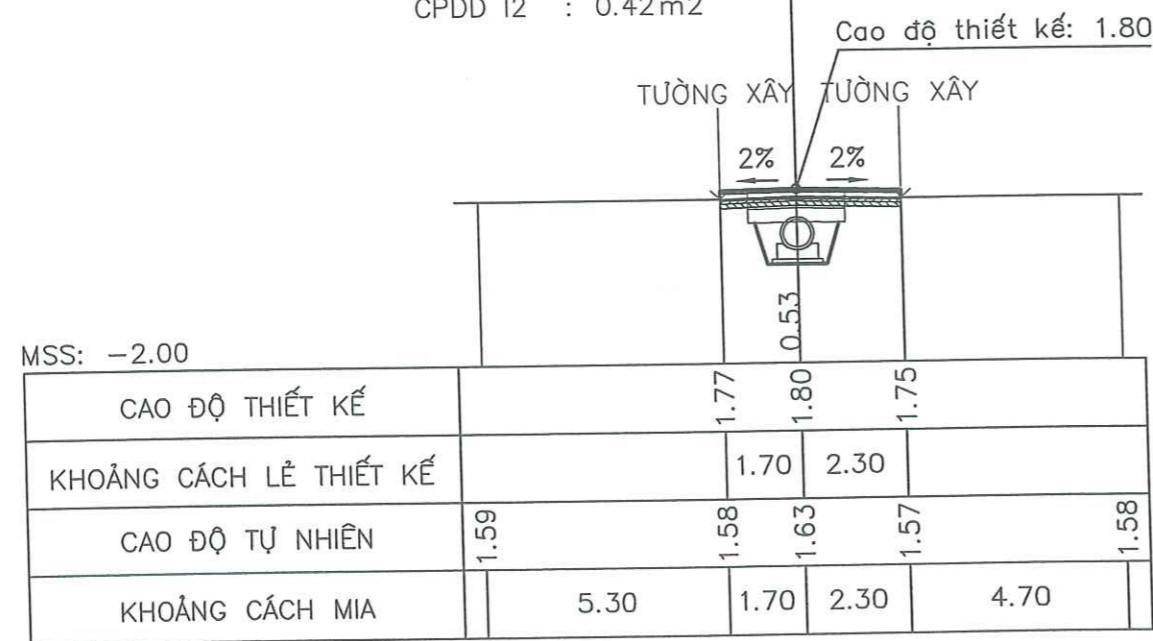 CPDD 12 : 0.42m2
Cao độ thiết kế: 1.80
TƯỜNG XÂY TƯỜNG XÂY
2% 2%
0.53
MSS: -2.00
CAO ĐỘ THIẾT KẾ 1.77 1.80 1.75
KHOẢNG CÁCH LẺ THIẾT KẾ 1.70 2.30
CAO ĐỘ TỰ NHIÊN 1.59 1.58 1.63 1.57 1.58
KHOẢNG CÁCH MIA 5.30 1.70 2.30 4.70